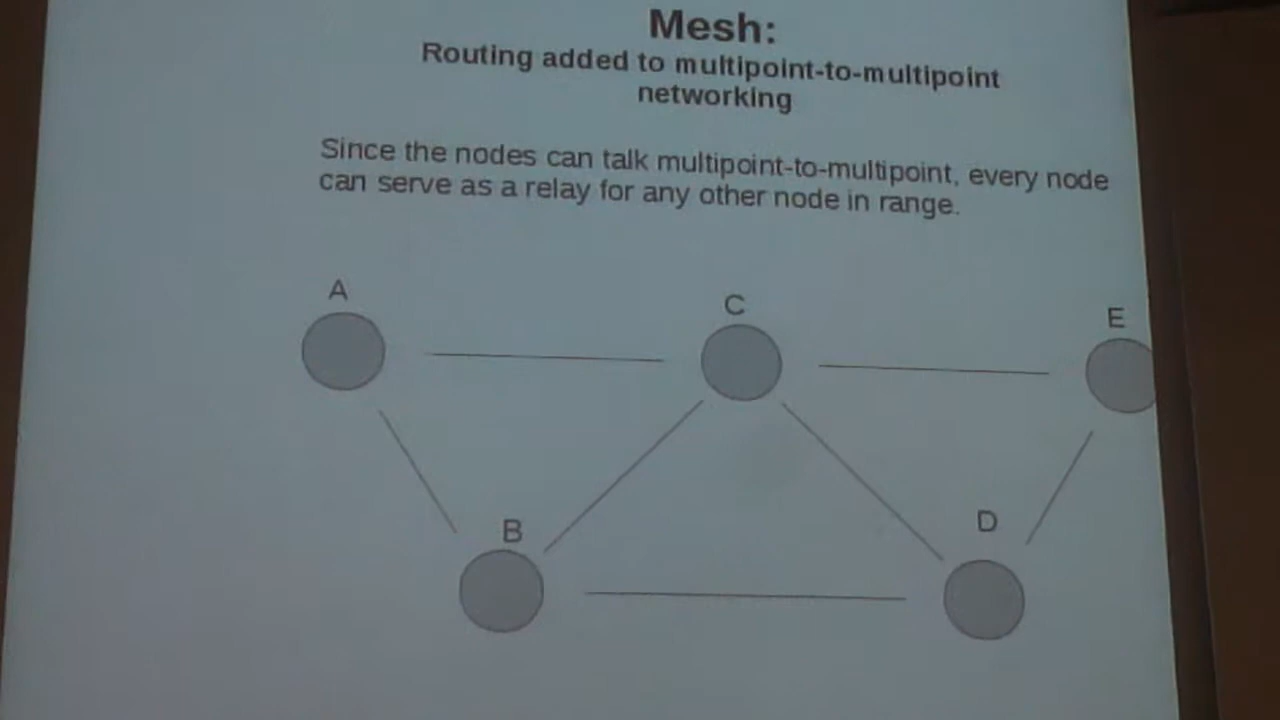 Mesh:
Routing added to multipoint-to-multipoint
networking
Since the nodes can talk multipoint-to-multipoint, every node
can serve as a relay for any other node in range.
A
C
E
B
D